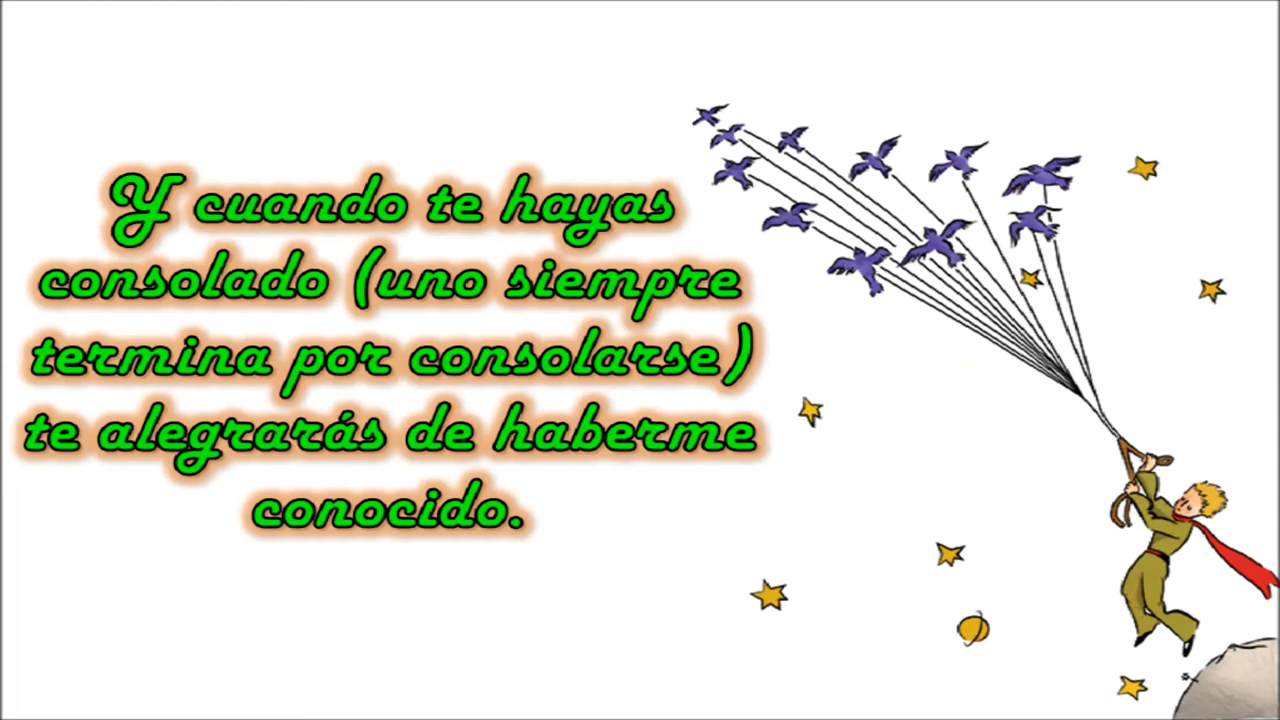 Y cuando te hayas
consolado (uno siempre
termina por consolarse)
te alegrarás de haberme
conocido.